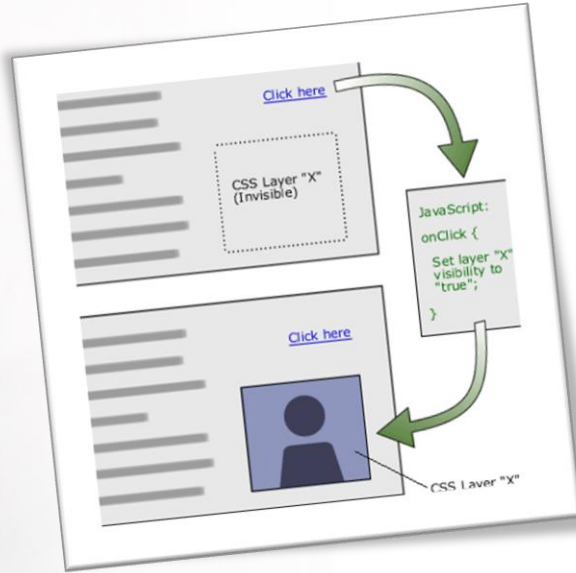 Click here
CSS Layer "X"
(Invisible)
JavaScript:
onClick {
Set layer "X"
visibility to
"true";
}
Click here
CSS Layer "X"